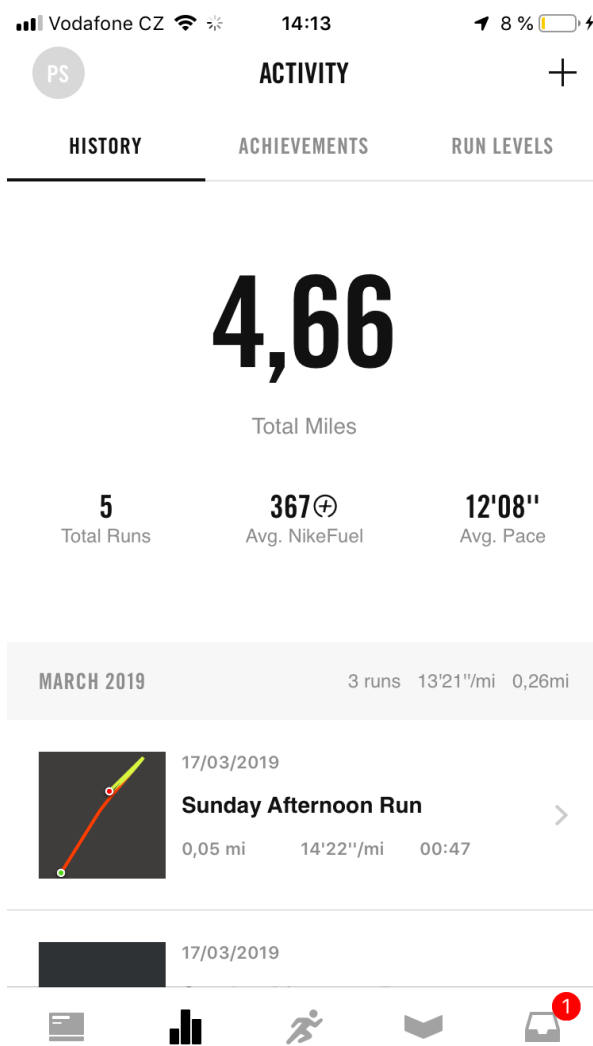 Vodafone CZ 14:13 8 %
PS ACTIVITY
HISTORY ACHIEVEMENTS RUN LEVELS
4,66
Total Miles
5 367 12'08''
Total Runs Avg. NikeFuel Avg. Pace
MARCH 2019 3 runs 13'21''/mi 0,26mi
17/03/2019
Sunday Afternoon Run
0,05 mi 14'22''/mi 00:47
17/03/2019
1